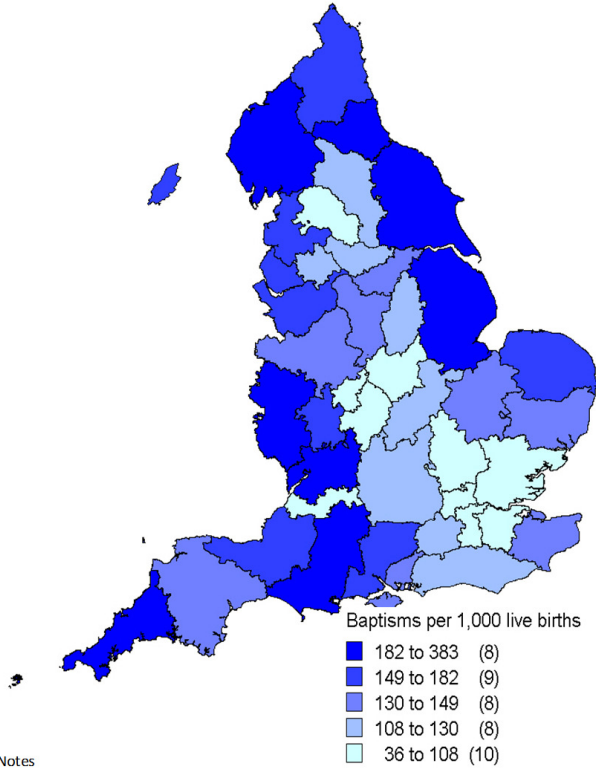 Baptisms per 1,000 live births
182 to 383 (8)
149 to 182 (9)
130 to 149 (8)
108 to 130 (8)
36 to 108 (10)
Notes